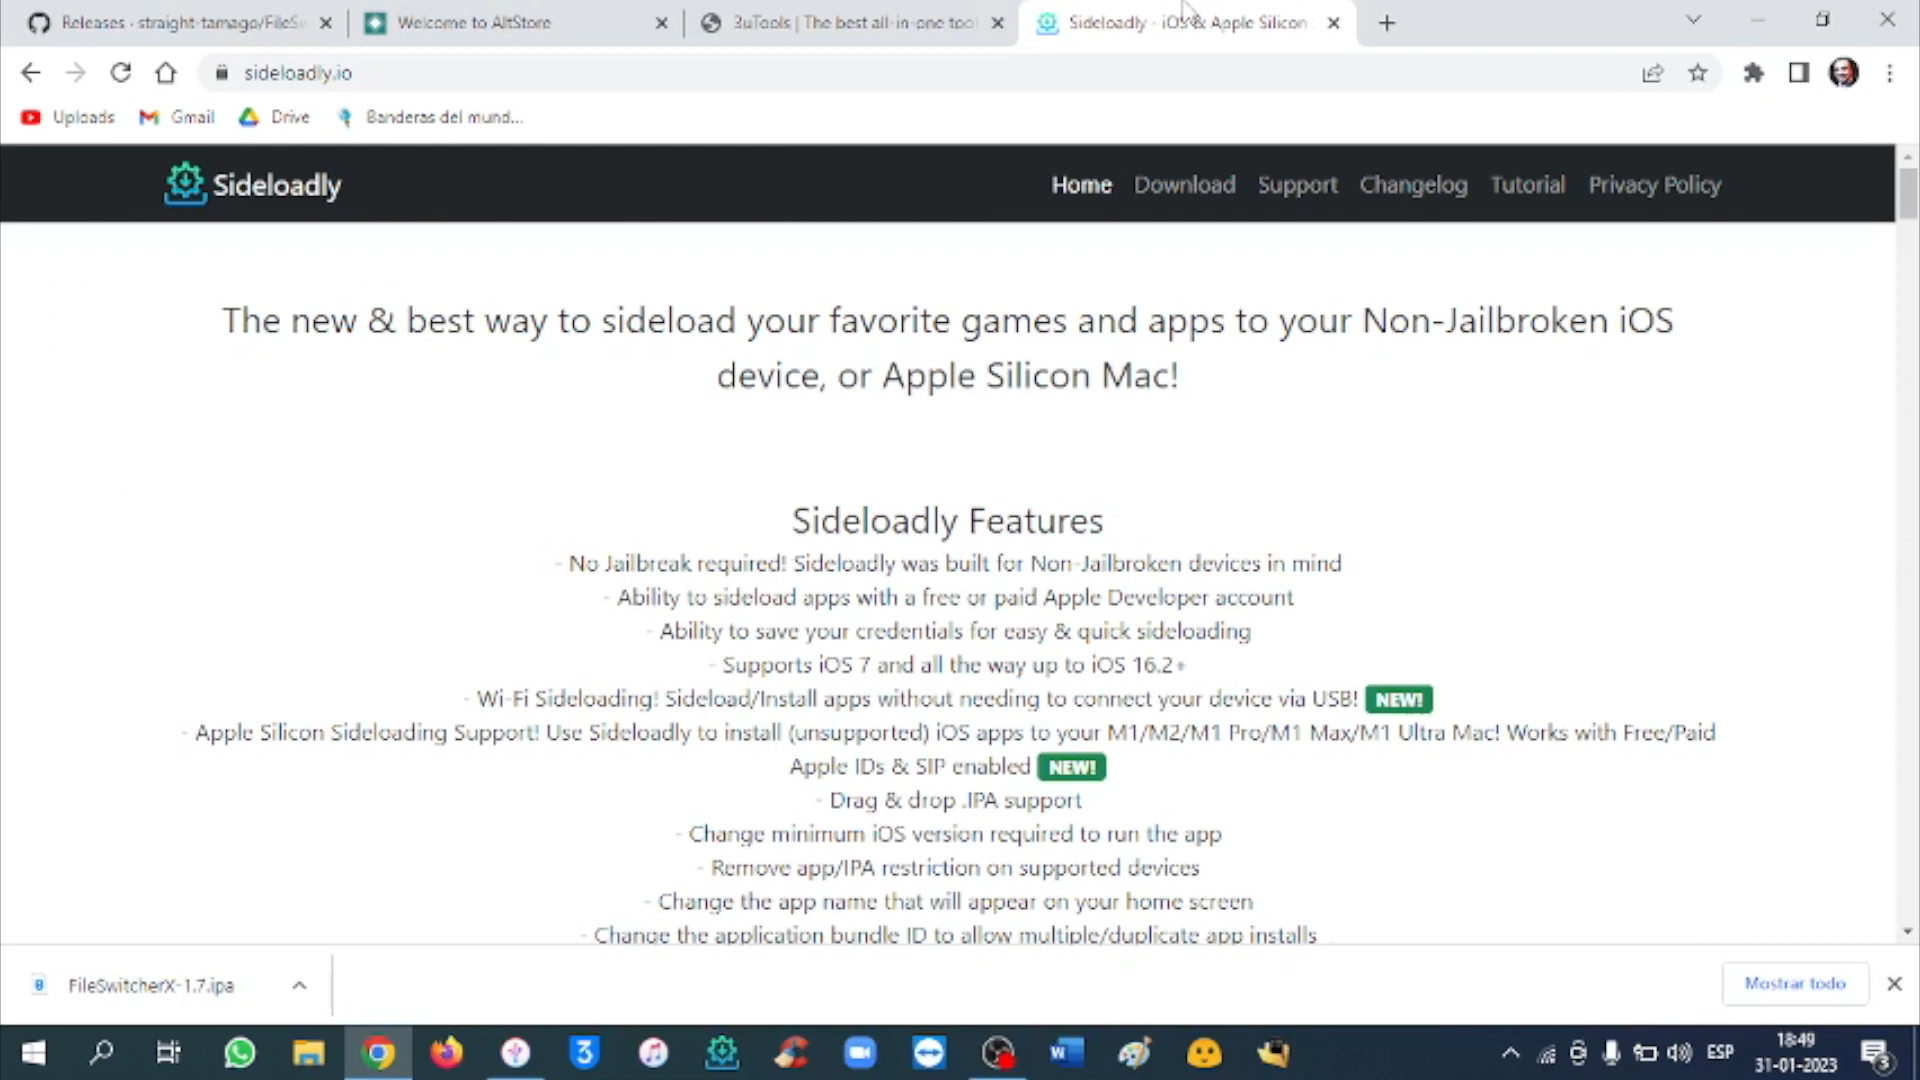 Releases · straight-tamago/FileSw
Welcome to AltStore
3uTools | The best all-in-one tool
Sideloadly - iOS & Apple Silicon
sideloadly.io
Uploads
Gmail
Drive
Banderas del mund...
Sideloadly
Home
Download
Support
Changelog
Tutorial
Privacy Policy
The new & best way to sideload your favorite games and apps to your Non-Jailbroken iOS
device, or Apple Silicon Mac!
Sideloadly Features
- No Jailbreak required! Sideloadly was built for Non-Jailbroken devices in mind
- Ability to sideload apps with a free or paid Apple Developer account
- Ability to save your credentials for easy & quick sideloading
- Supports iOS 7 and all the way up to iOS 16.2+
- Wi-Fi Sideloading! Sideload/Install apps without needing to connect your device via USB! NEW!
- Apple Silicon Sideloading Support! Use Sideloadly to install (unsupported) iOS apps to your M1/M2/M1 Pro/M1 Max/M1 Ultra Mac! Works with Free/Paid
Apple IDs & SIP enabled NEW!
- Drag & drop .IPA support
- Change minimum iOS version required to run the app
- Remove app/IPA restriction on supported devices
- Change the app name that will appear on your home screen
- Change the application bundle ID to allow multiple/duplicate app installs
FileSwitcherX-1.7.ipa
Mostrar todo
3
W
ESP
18:49
31-01-2023
3